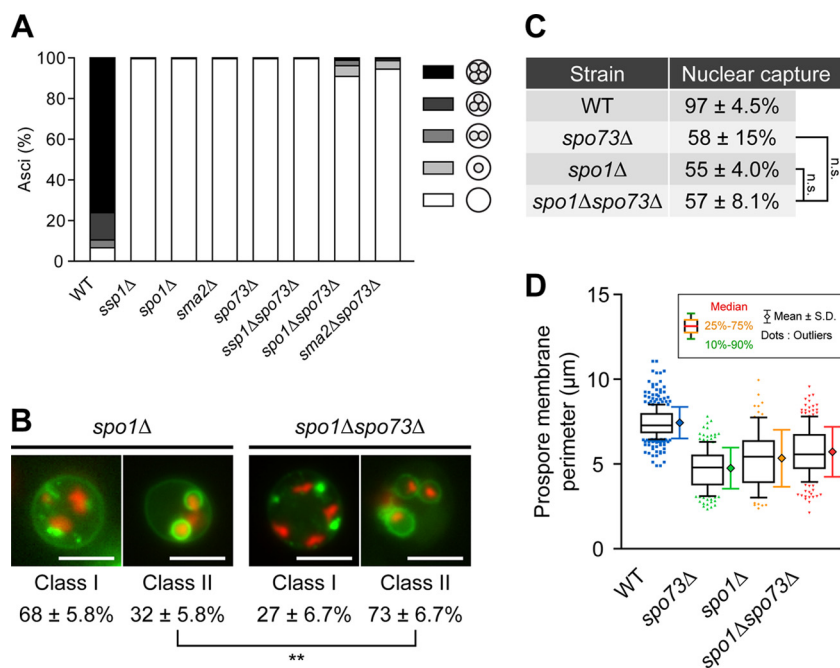 A
Asci (%)
100
80
60
40
20
0
WT
ssp1Δ
spo1Δ
sma2Δ
spo73Δ
ssp1Δspo73Δ
spo1Δspo73Δ
sma2Δspo73Δ
B
spo1Δ
spo1Δspo73Δ
Class I
Class II
Class I
Class II
68 ± 5.8%
32 ± 5.8%
27 ± 6.7%
73 ± 6.7%
**
C
Strain Nuclear capture
WT 97 ± 4.5%
spo73Δ 58 ± 15%
spo1Δ 55 ± 4.0%
spo1Δspo73Δ 57 ± 8.1%
n.s.
n.s.
D
Prospore membrane
perimeter (μm)
15
10
5
0
Median
25%-75%
10%-90%
Mean ± S.D.
Dots : Outliers
WT
spo73Δ
spo1Δ
spo1Δspo73Δ